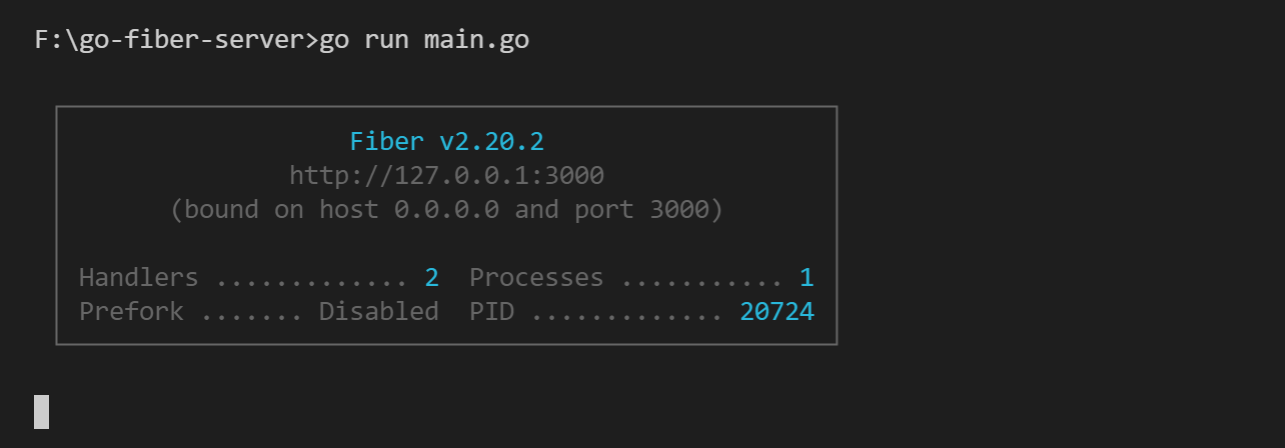 F:\go-fiber-server>go run main.go
Fiber v2.20.2
http://127.0.0.1:3000
(bound on host 0.0.0.0 and port 3000)
Handlers ............. 2  Processes ........... 1
Prefork ....... Disabled  PID ............. 20724